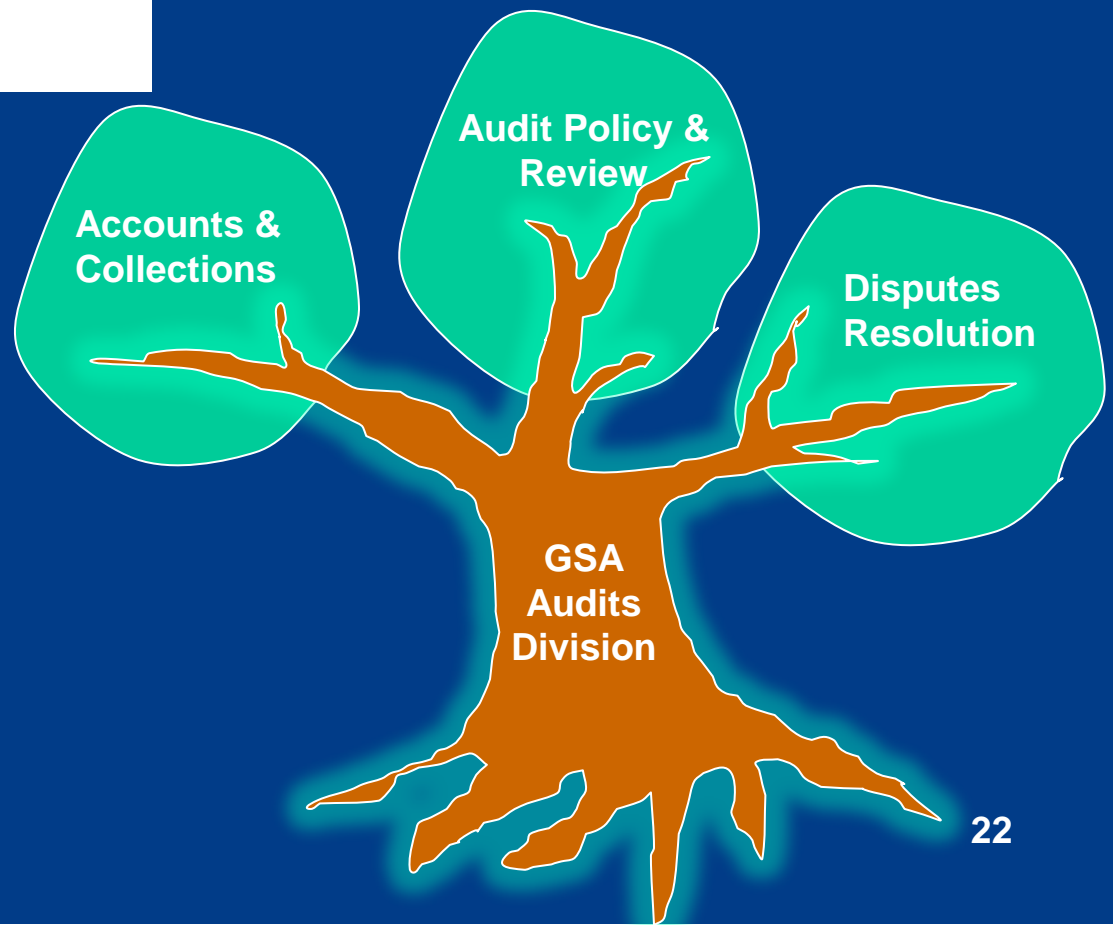 Audit Policy &
Review
Accounts &
Collections
Disputes
Resolution
GSA
Audits
Division
22